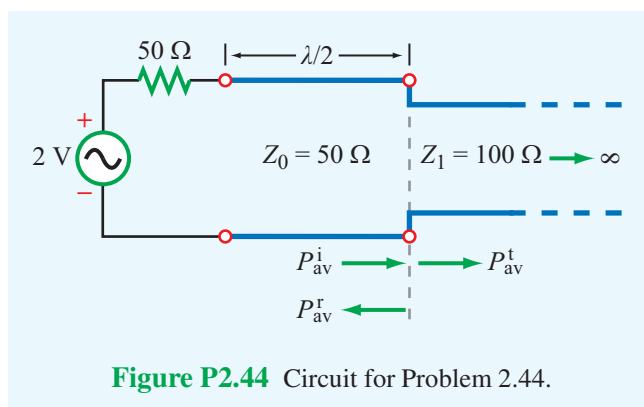 50 Ω
λ/2
+
2 V
−
Z₀ = 50 Ω
Z₁ = 100 Ω
∞
Pⁱav
Pᵗav
Pʳav
Figure P2.44 Circuit for Problem 2.44.